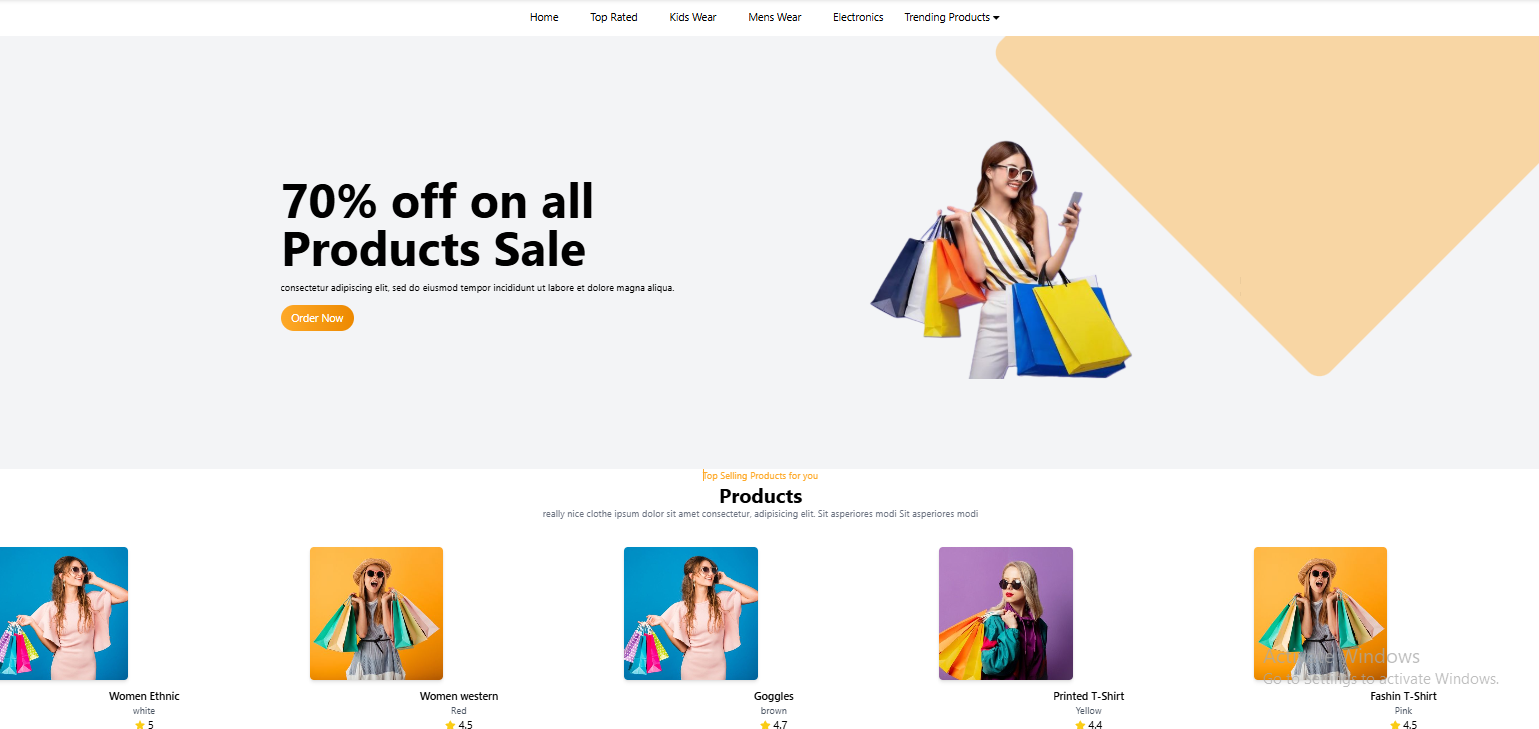 Home Top Rated Kids Wear Mens Wear Electronics Trending Products
70% off on all
Products Sale
consectetur adipiscing elit, sed do eiusmod tempor incididunt ut labore et dolore magna aliqua.
Order Now
Top Selling Products for you
Products
really nice clothe ipsum dolor sit amet consectetur, adipisicing elit. Sit asperiores modi Sit asperiores modi
Activate Windows
Go to Settings to activate Windows.
Women Ethnic Women western Goggles Printed T-Shirt Fashin T-Shirt
white Red brown Yellow Pink
5 4.5 4.7 4.4 4.5